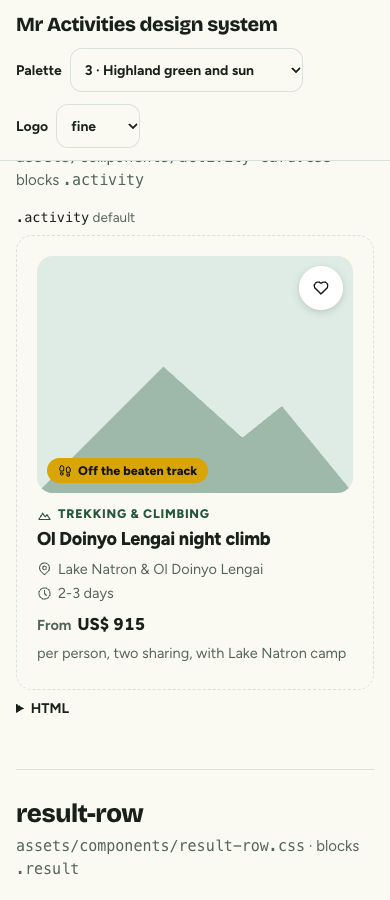 Mr Activities design system
Palette 3 · Highland green and sun
Logo fine
blocks .activity
.activity default
Off the beaten track
TREKKING & CLIMBING
Ol Doinyo Lengai night climb
Lake Natron & Ol Doinyo Lengai
2-3 days
From US$ 915
per person, two sharing, with Lake Natron camp
HTML
result-row
assets/components/result-row.css · blocks
.result